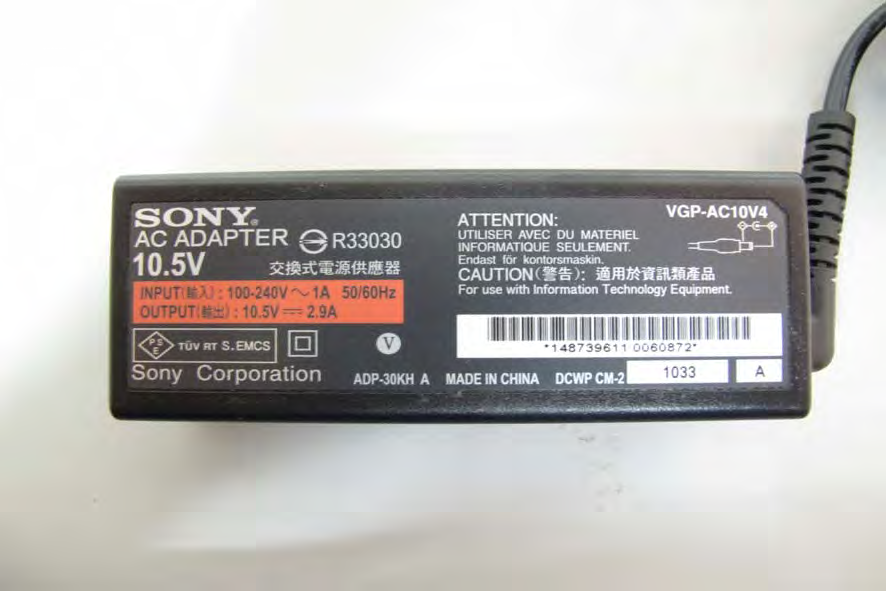 SONY®
AC ADAPTER R33030
10.5V 交換式電源供應器
INPUT(輸入) : 100-240V ~ 1A 50/60Hz
OUTPUT(輸出) : 10.5V ⎓ 2.9A
PS E TÜV RT S.EMCS V
Sony Corporation
ADP-30KH A MADE IN CHINA DCWP CM-2 1033 A
ATTENTION:
UTILISER AVEC DU MATERIEL
INFORMATIQUE SEULEMENT.
Endast för kontorsmaskin.
CAUTION(警告): 適用於資訊類產品
For use with Information Technology Equipment.
VGP-AC10V4
*148739611 0060872*